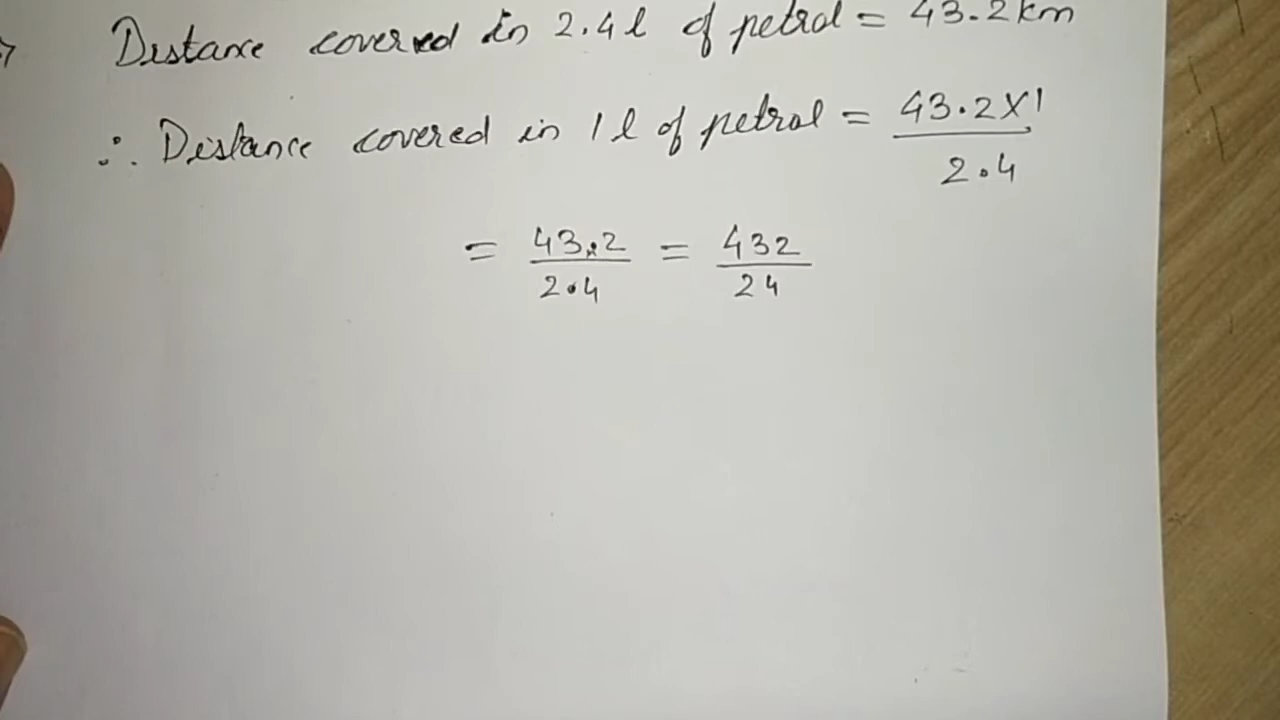 Distance covered in 2.4 l of petrol = 43.2 km
∴ Distance covered in 1 l of petrol = 43.2 X 1 / 2.4
= 43.2 / 2.4 = 432 / 24